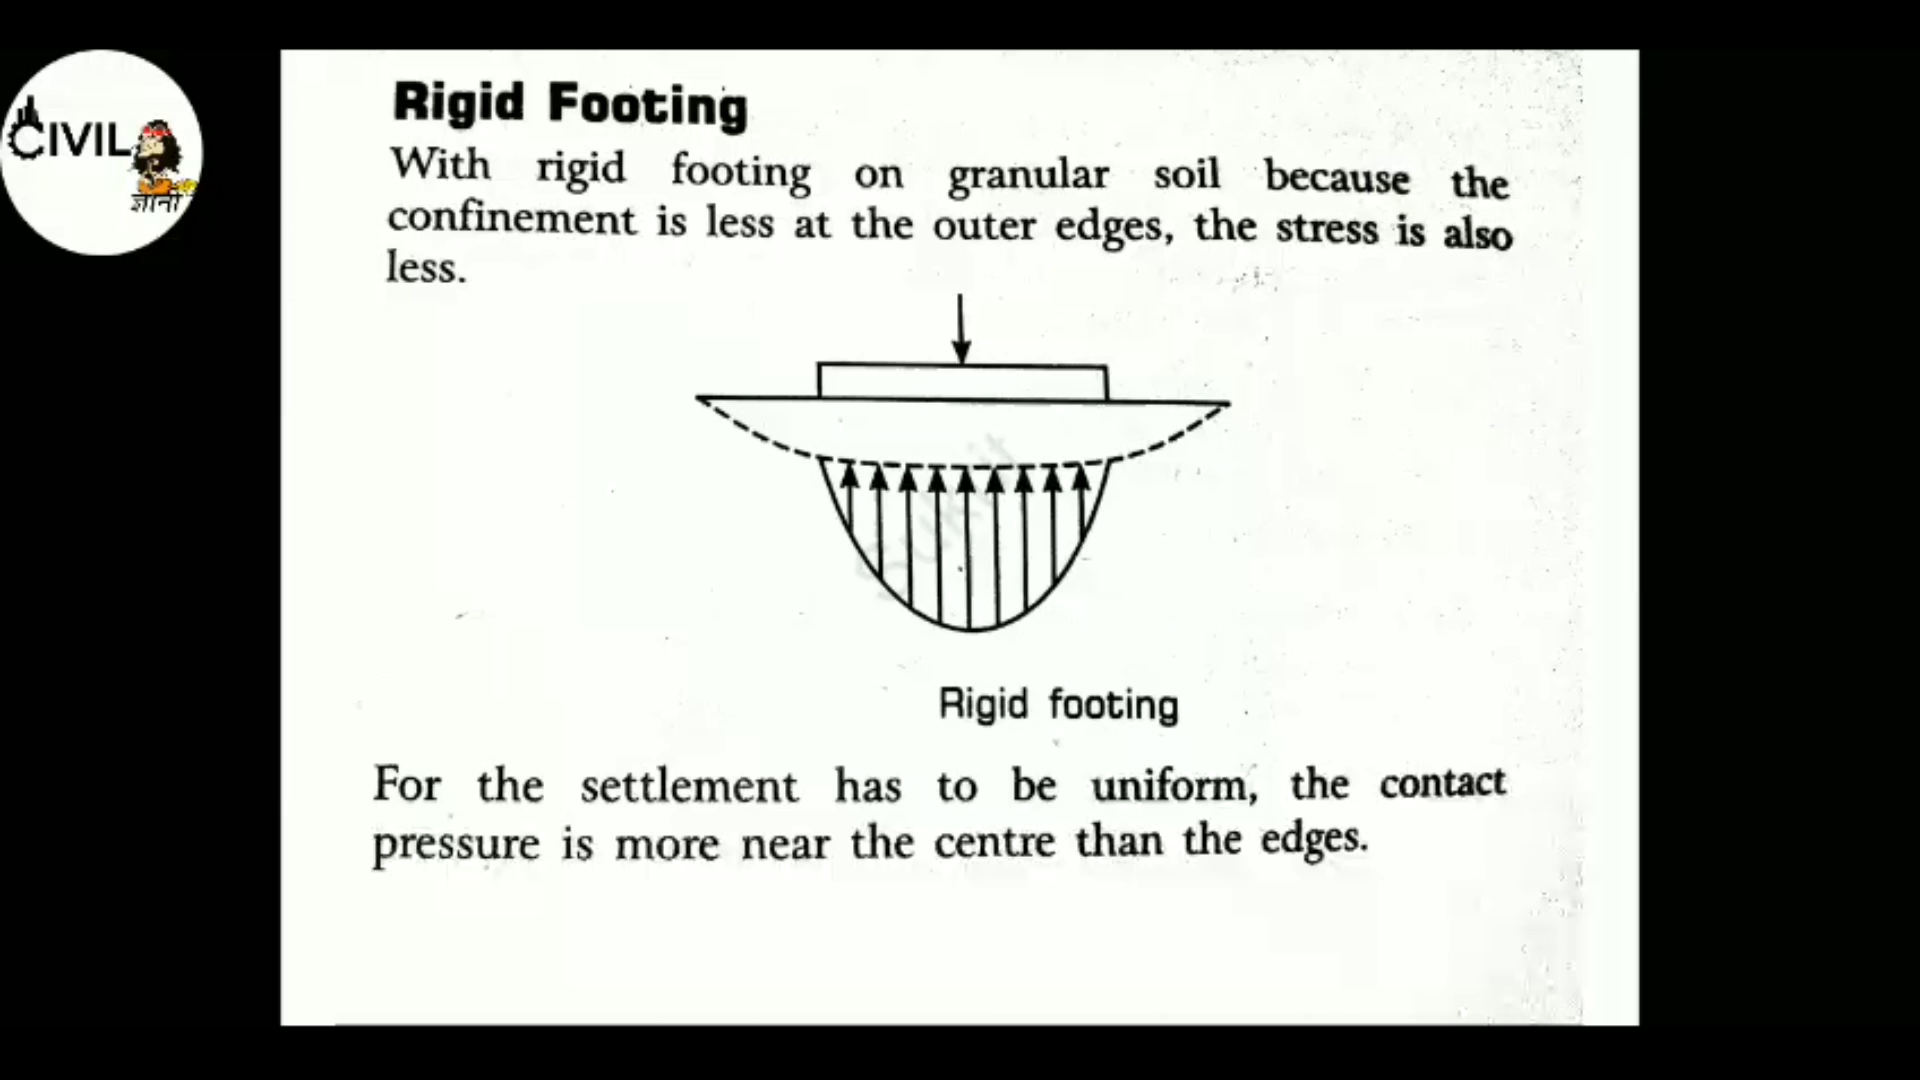 CIVIL
ज्ञानी
Rigid Footing
With rigid footing on granular soil because the
confinement is less at the outer edges, the stress is also
less.
Rigid footing
For the settlement has to be uniform, the contact
pressure is more near the centre than the edges.